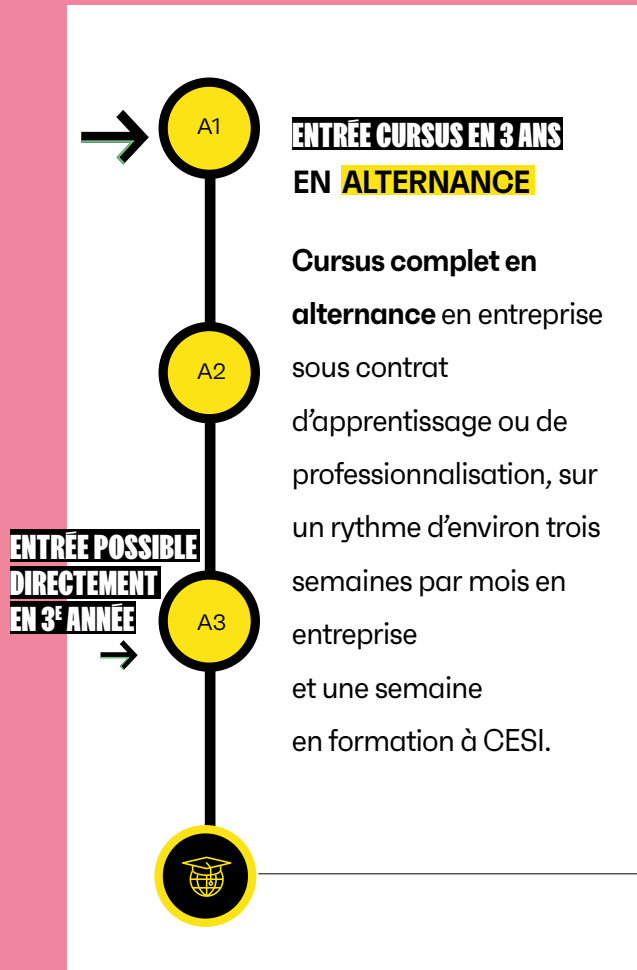 A1
ENTRÉE CURSUS EN 3 ANS
EN ALTERNANCE
Cursus complet en
alternance en entreprise
sous contrat
d’apprentissage ou de
professionnalisation, sur
un rythme d’environ trois
semaines par mois en
entreprise
et une semaine
en formation à CESI.
A2
ENTRÉE POSSIBLE
DIRECTEMENT
EN 3E ANNÉE
A3